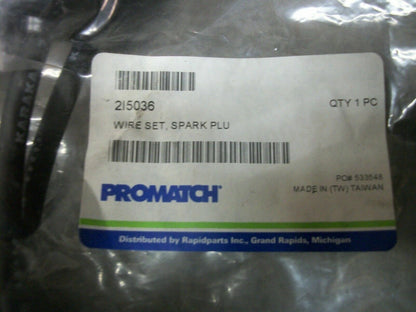 2I5036
QTY 1 PC
WIRE SET, SPARK PLU
PO# 533548
MADE IN (TW) TAIWAN
PROMATCH®
Distributed by Rapidparts Inc., Grand Rapids, Michigan